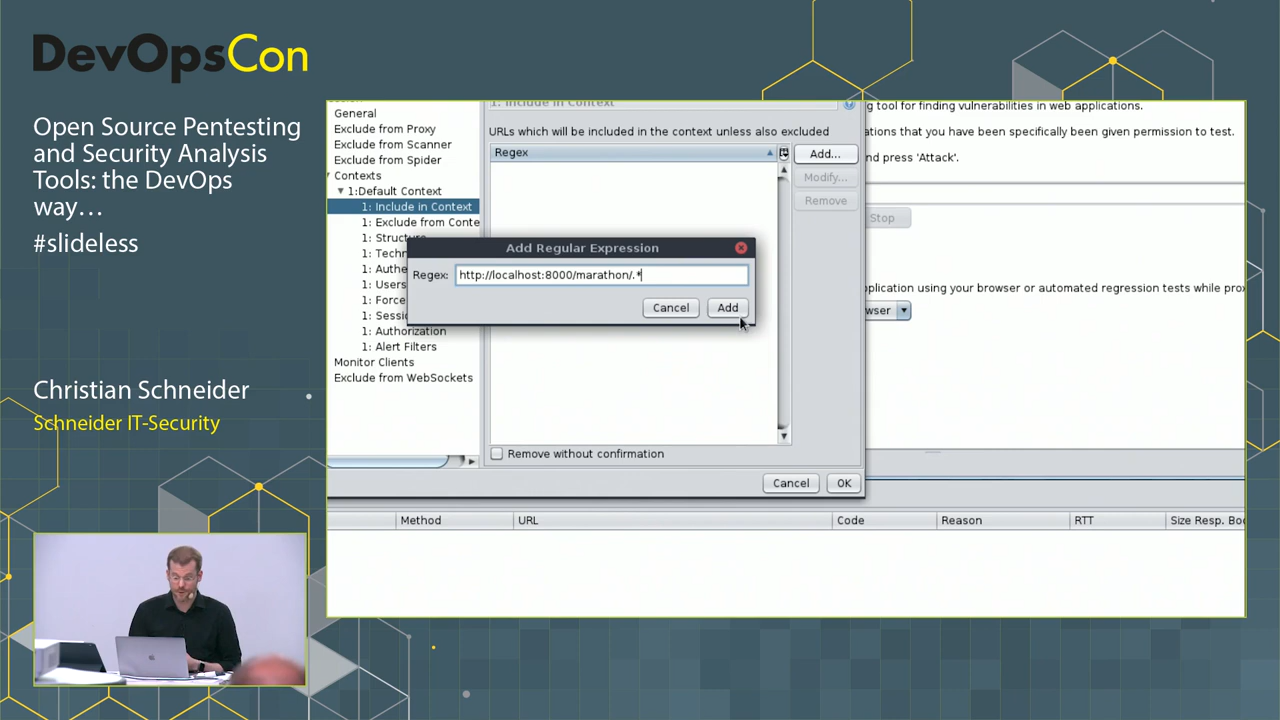 DevOpsCon
Open Source Pentesting
and Security Analysis
Tools: the DevOps
way...
#slideless
Christian Schneider
Schneider IT-Security
General
Exclude from Proxy
Exclude from Scanner
Exclude from Spider
Contexts
1:Default Context
1: Include in Context
1: Exclude from Conte
1: Structure
1: Techn
1: Authe
1: Users
1: Force
1: Sessi
1: Authorization
1: Alert Filters
Monitor Clients
Exclude from WebSockets
1: Include in Context
URLs which will be included in the context unless also excluded
Regex
Add...
Modify...
Remove
Add Regular Expression
Regex: http://localhost:8000/marathon/.*
Cancel Add
Remove without confirmation
Cancel OK
g tool for finding vulnerabilities in web applications.
ations that you have been specifically been given permission to test.
nd press 'Attack'.
Stop
plication using your browser or automated regression tests while pro
wser
Method URL Code Reason RTT Size Resp. Bo